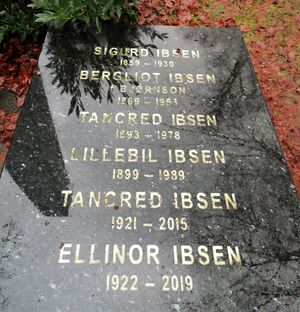 SIGURD IBSEN
1859 – 1930
BERGLIOT IBSEN
F. BJØRNSON
1869 – 1953
TANCRED IBSEN
1893 – 1978
LILLEBIL IBSEN
1899 – 1989
TANCRED IBSEN
1921 – 2015
ELLINOR IBSEN
1922 – 2019